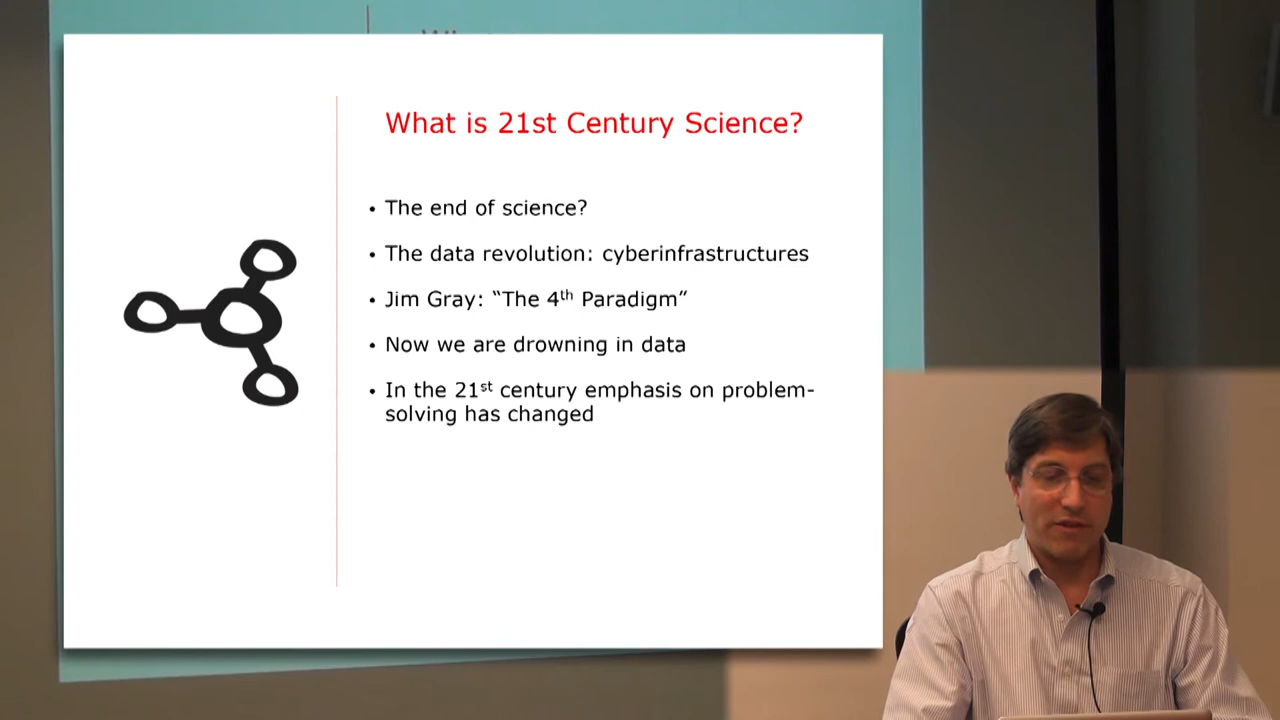 What is 21st Century Science?
• The end of science?
• The data revolution: cyberinfrastructures
• Jim Gray: “The 4th Paradigm”
• Now we are drowning in data
• In the 21st century emphasis on problem-
solving has changed